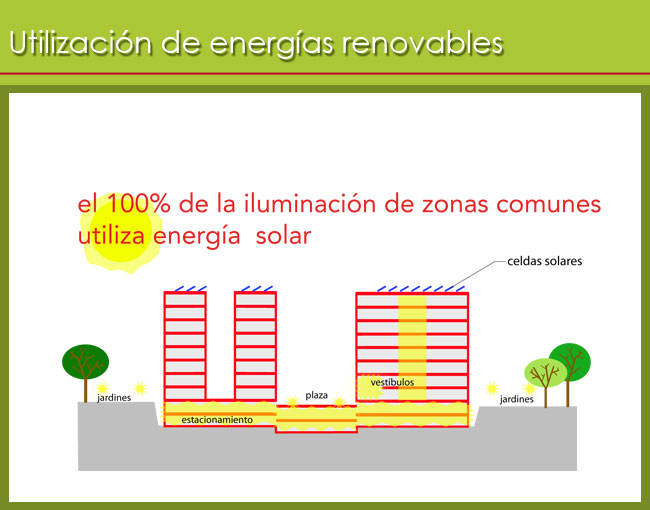 Utilización de energías renovables
el 100% de la iluminación de zonas comunes
utiliza energía solar
celdas solares
vestíbulos
plaza
jardines
jardines
estacionamiento